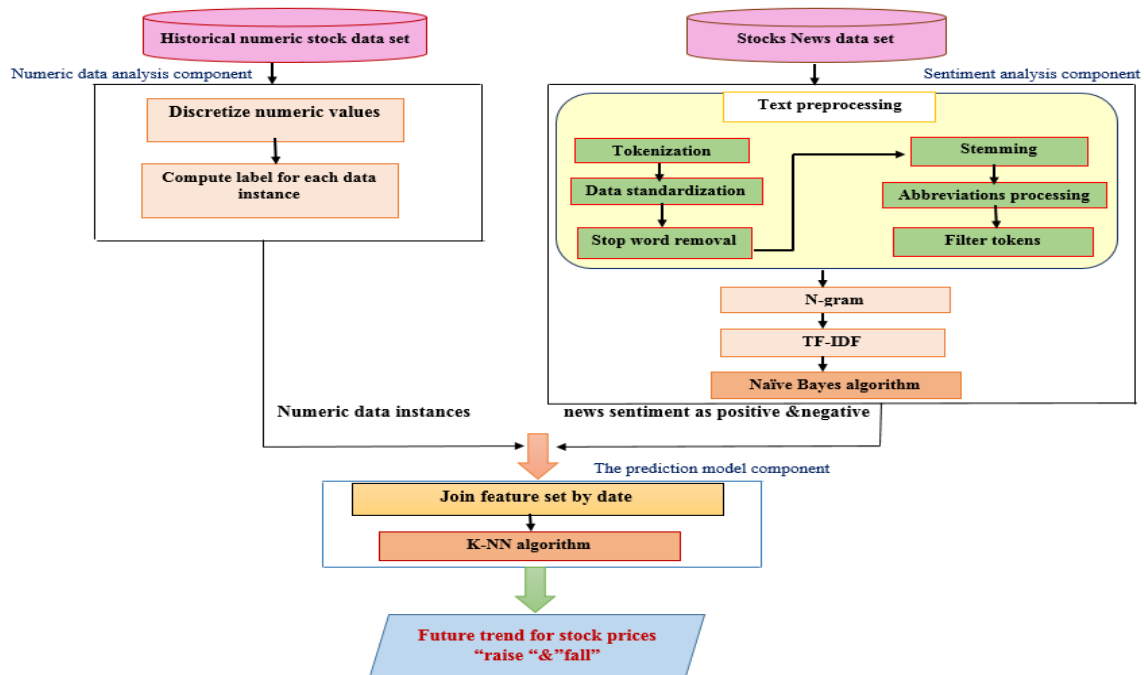 Historical numeric stock data set
Stocks News data set
Numeric data analysis component
Sentiment analysis component
Discretize numeric values
Compute label for each data
instance
Text preprocessing
Tokenization
Data standardization
Stop word removal
Stemming
Abbreviations processing
Filter tokens
N-gram
TF-IDF
Naïve Bayes algorithm
Numeric data instances
news sentiment as positive &negative
The prediction model component
Join feature set by date
K-NN algorithm
Future trend for stock prices
“raise “&”fall”